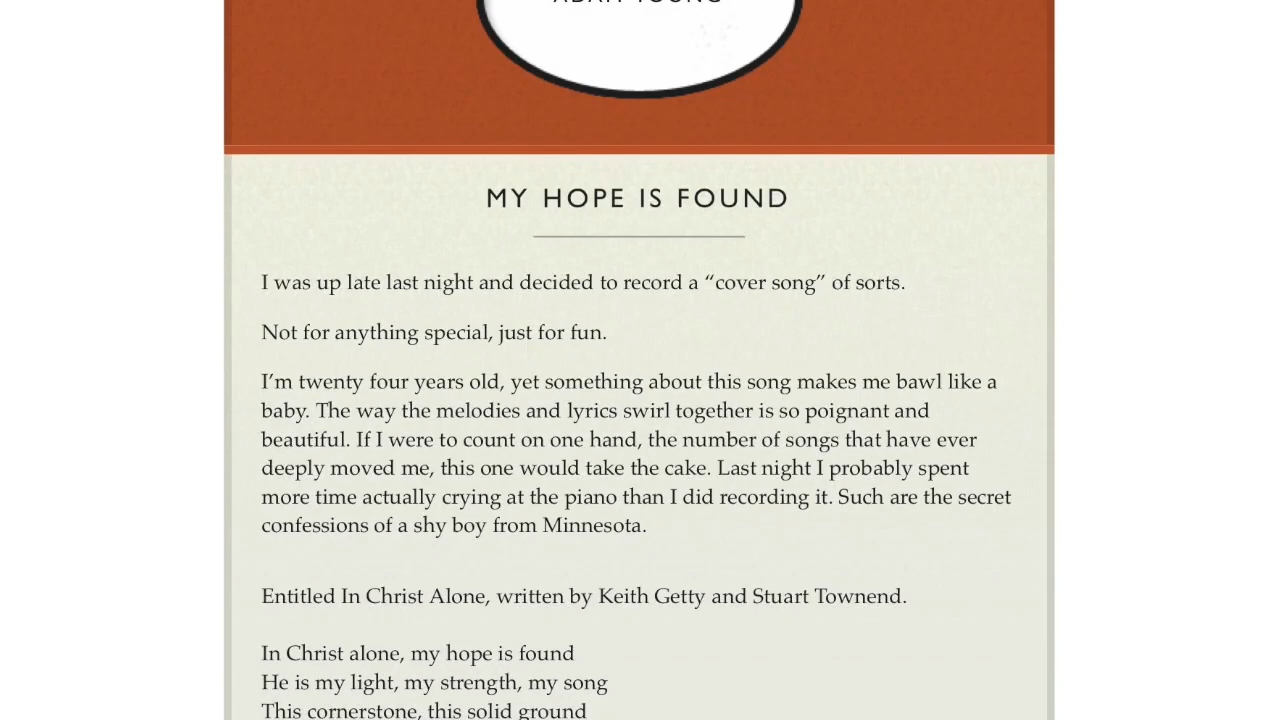 ADAM YOUNG
MY HOPE IS FOUND
I was up late last night and decided to record a “cover song” of sorts.
Not for anything special, just for fun.
I’m twenty four years old, yet something about this song makes me bawl like a
baby. The way the melodies and lyrics swirl together is so poignant and
beautiful. If I were to count on one hand, the number of songs that have ever
deeply moved me, this one would take the cake. Last night I probably spent
more time actually crying at the piano than I did recording it. Such are the secret
confessions of a shy boy from Minnesota.
Entitled In Christ Alone, written by Keith Getty and Stuart Townend.
In Christ alone, my hope is found
He is my light, my strength, my song
This cornerstone, this solid ground